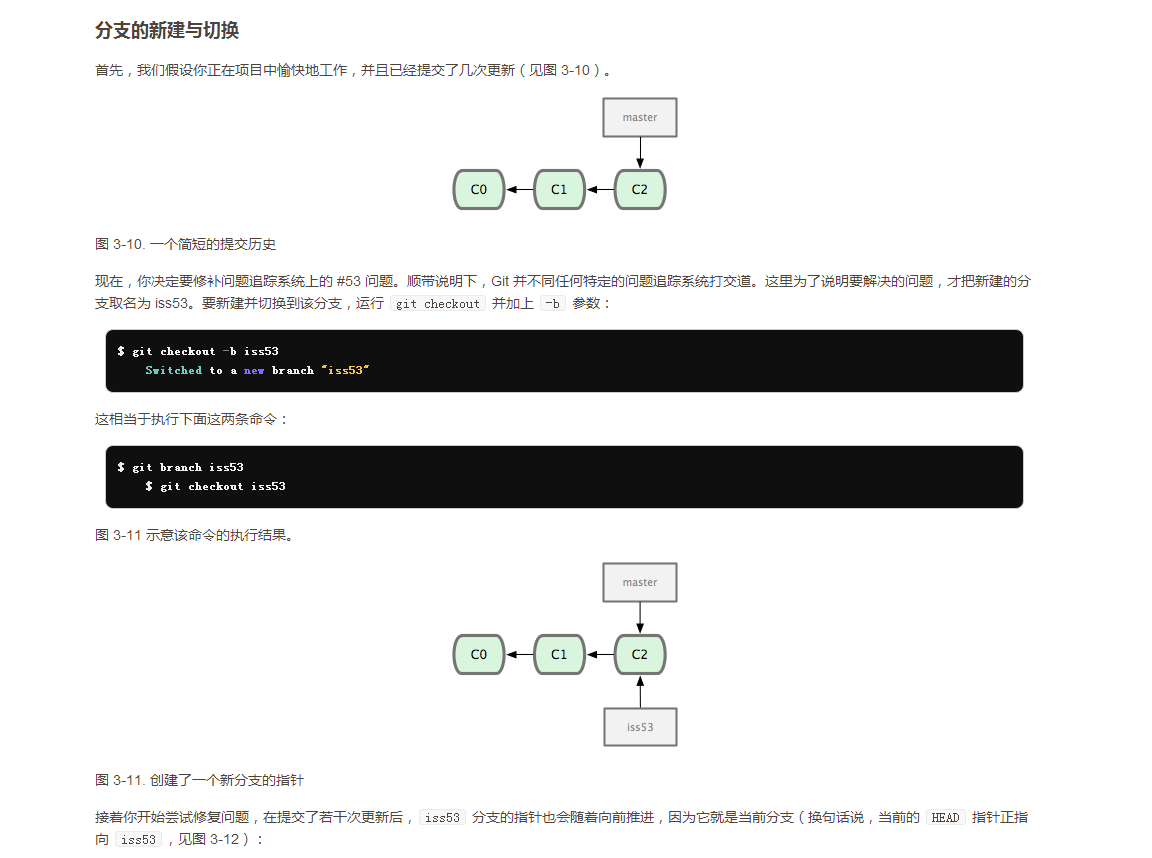 分支的新建与切换
首先，我们假设你正在项目中愉快地工作，并且已经提交了几次更新（见图 3-10）。
master
C0 C1 C2
图 3-10. 一个简短的提交历史
现在，你决定要修补问题追踪系统上的 #53 问题。顺带说明下，Git 并不同任何特定的问题追踪系统打交道。这里为了说明要解决的问题，才把新建的分
支取名为 iss53。要新建并切换到该分支，运行 git checkout 并加上 -b 参数：
$ git checkout -b iss53
Switched to a new branch "iss53"
这相当于执行下面这两条命令：
$ git branch iss53
$ git checkout iss53
图 3-11 示意该命令的执行结果。
master
C0 C1 C2
iss53
图 3-11. 创建了一个新分支的指针
接着你开始尝试修复问题，在提交了若干次更新后， iss53 分支的指针也会随着向前推进，因为它就是当前分支（换句话说，当前的 HEAD 指针正指
向 iss53 ，见图 3-12）：